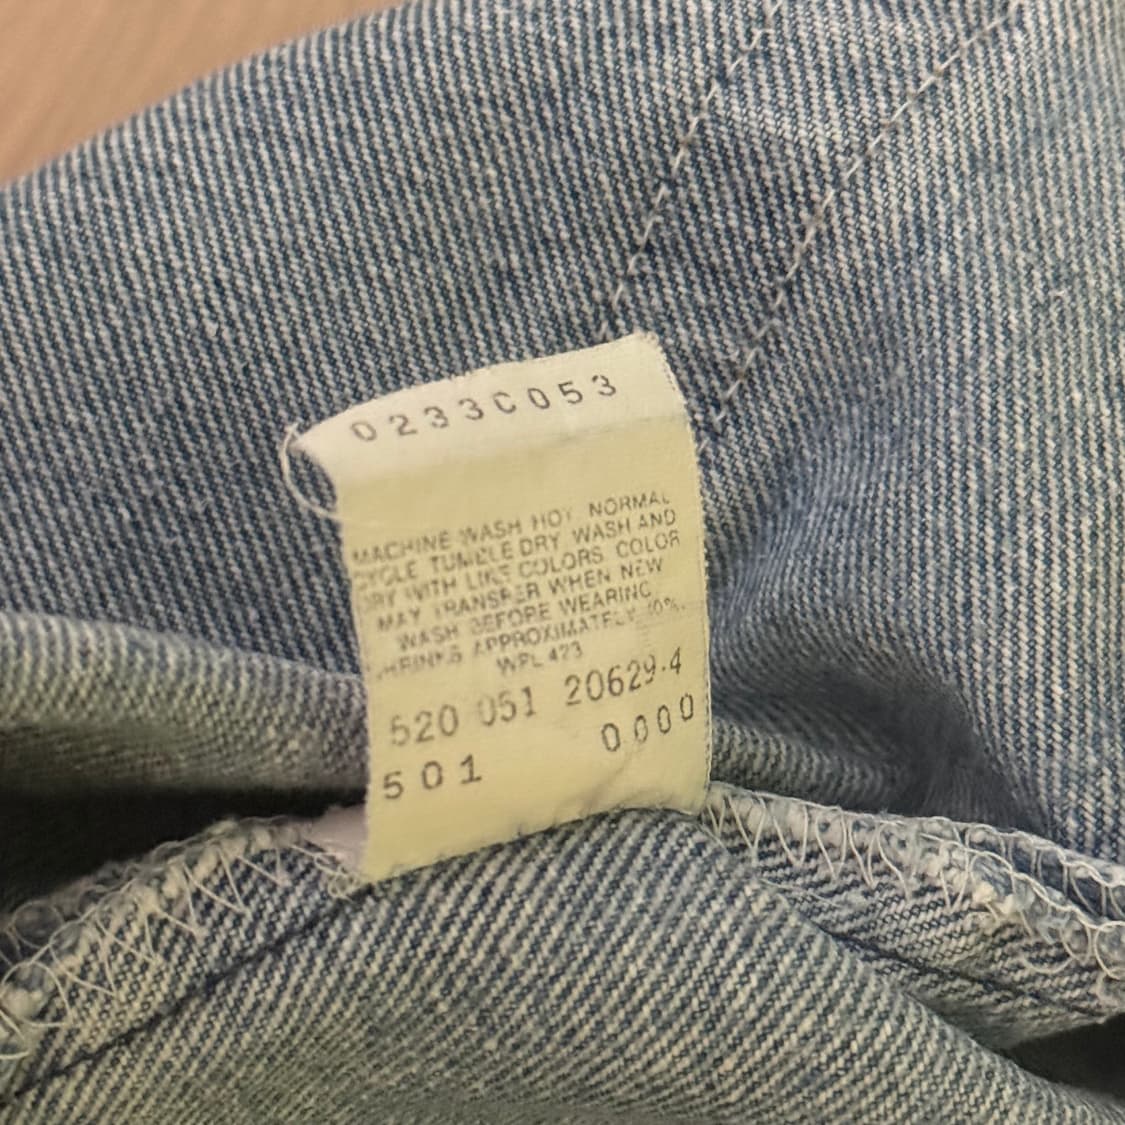 0233C053
MACHINE WASH HOT NORMAL
CYCLE TUMBLE DRY WASH AND
DRY WITH LIKE COLORS COLOR
MAY TRANSFER WHEN NEW
WASH BEFORE WEARING
SHRINKS APPROXIMATELY 10%
WPL 423
520 051 20629-4
501 0000